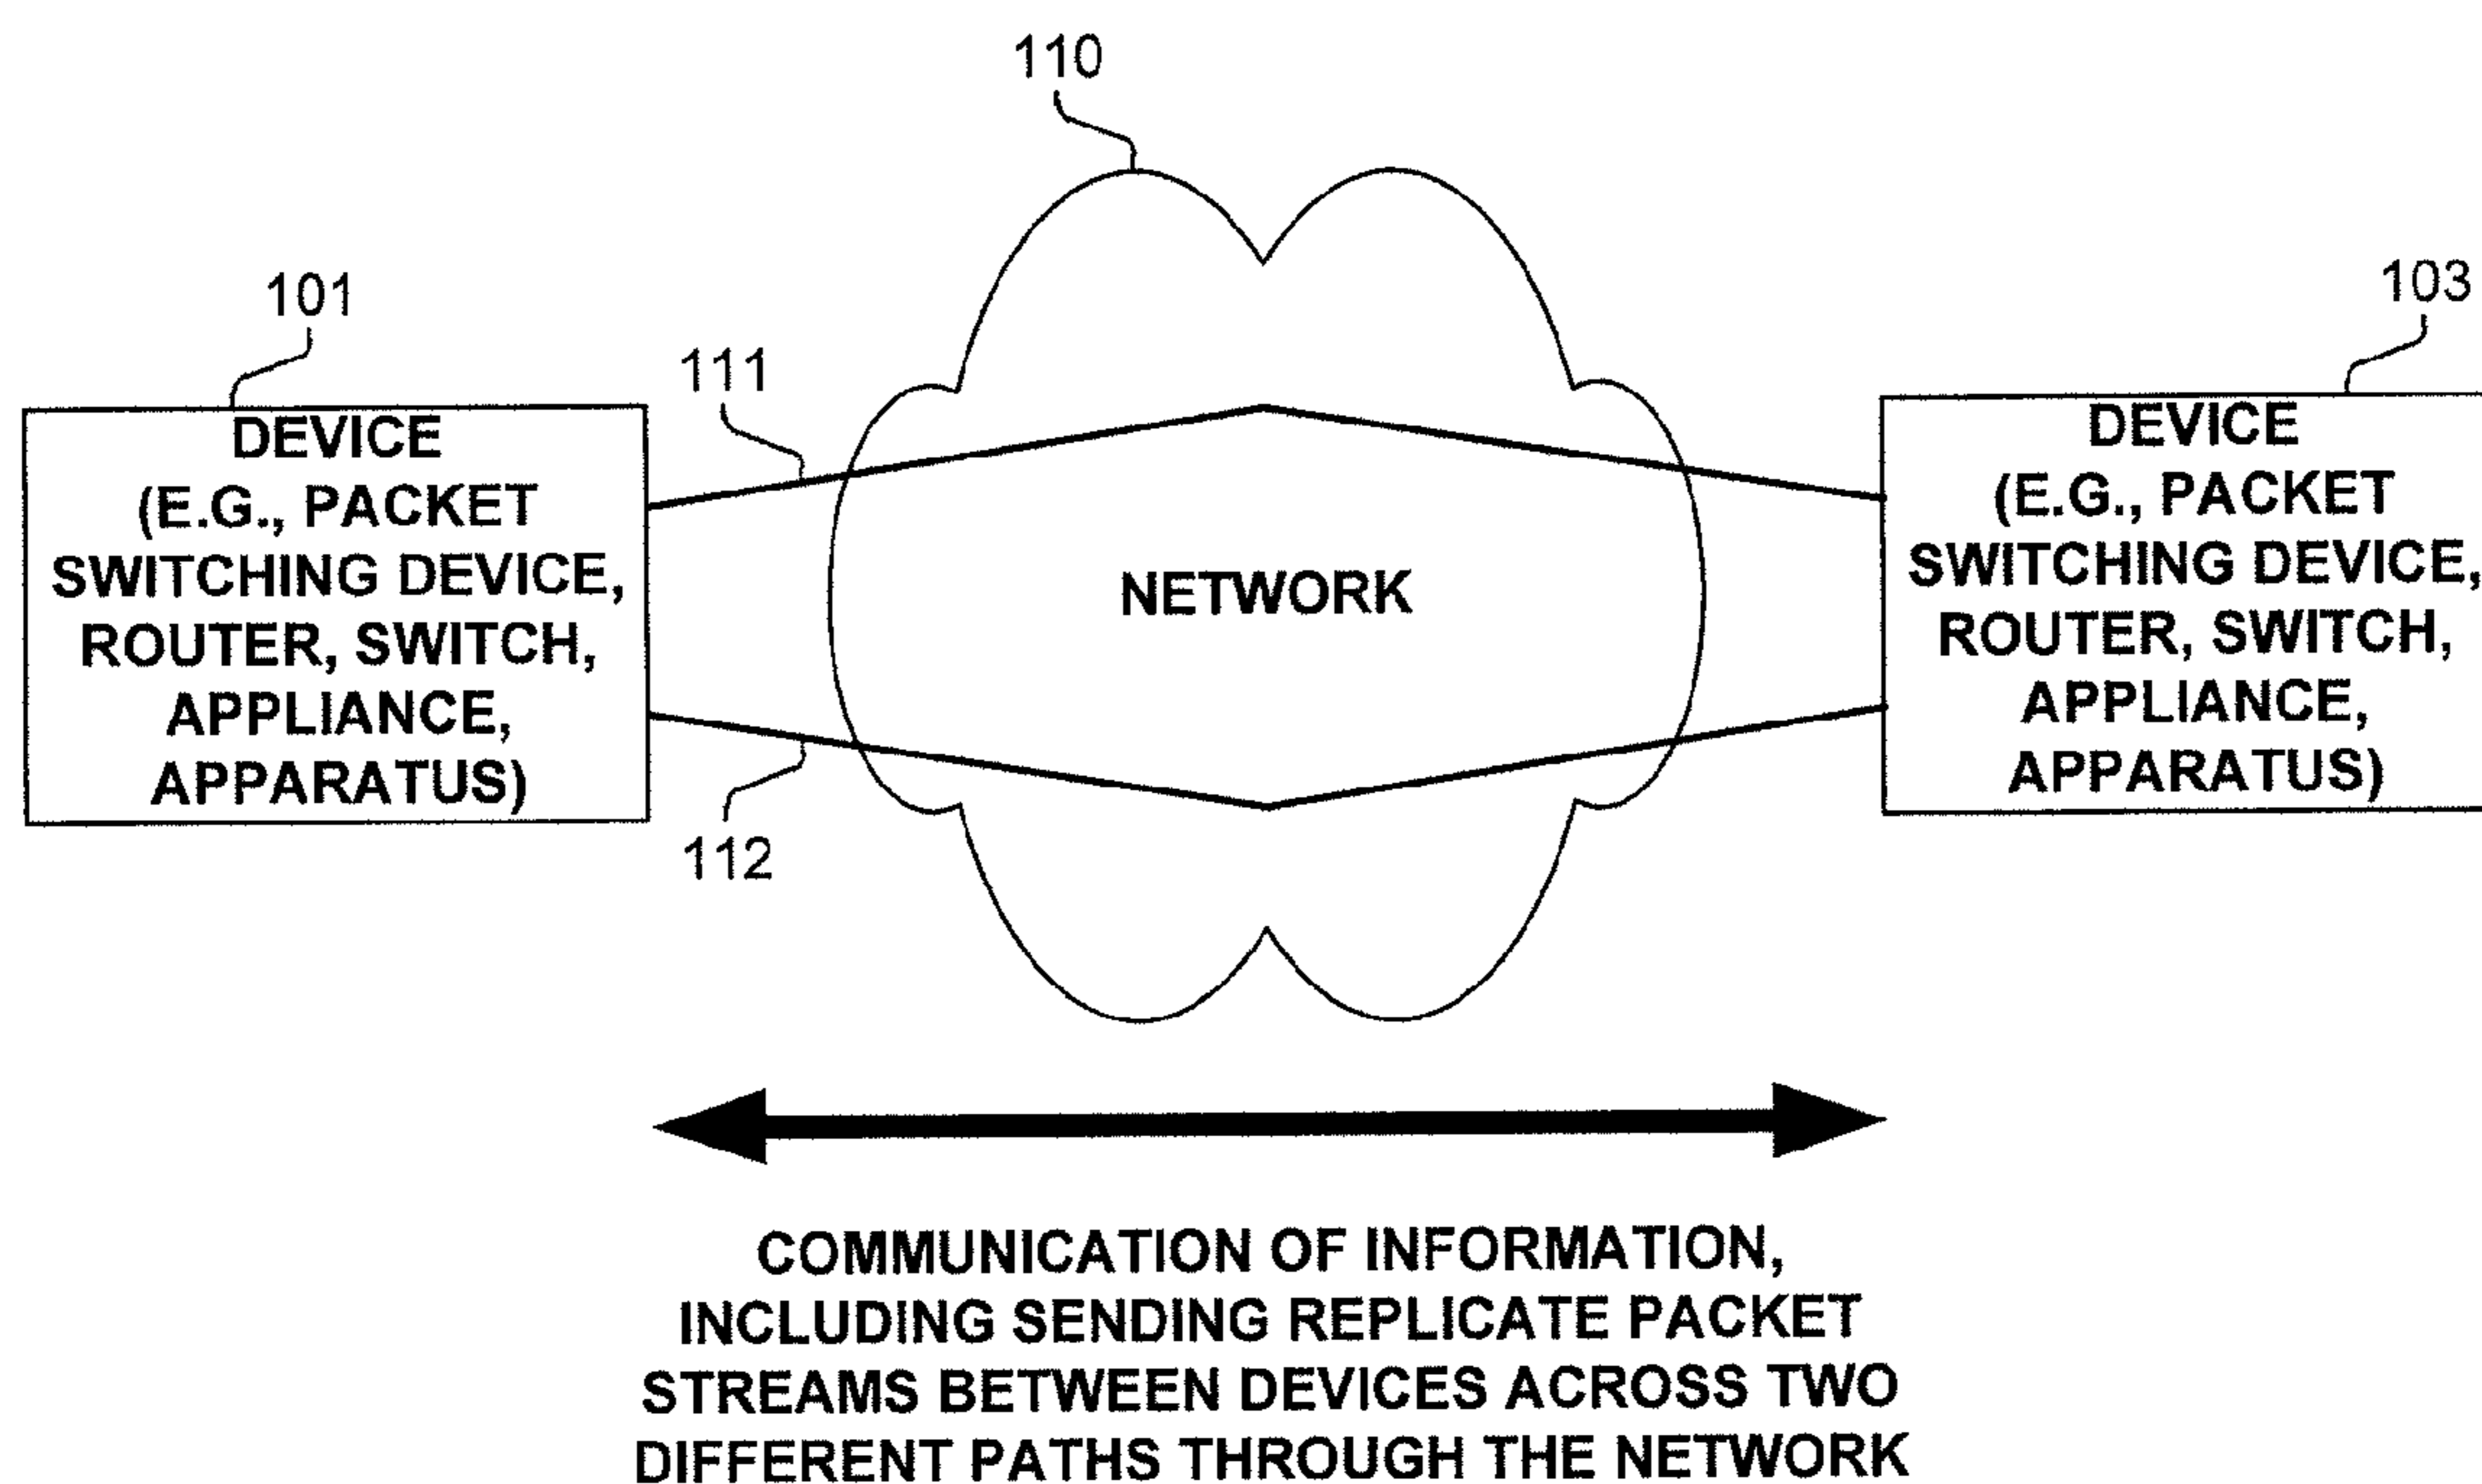 110
101
103
111
DEVICE
(E.G., PACKET
SWITCHING DEVICE,
ROUTER, SWITCH,
APPLIANCE,
APPARATUS)
NETWORK
DEVICE
(E.G., PACKET
SWITCHING DEVICE,
ROUTER, SWITCH,
APPLIANCE,
APPARATUS)
112
COMMUNICATION OF INFORMATION,
INCLUDING SENDING REPLICATE PACKET
STREAMS BETWEEN DEVICES ACROSS TWO
DIFFERENT PATHS THROUGH THE NETWORK